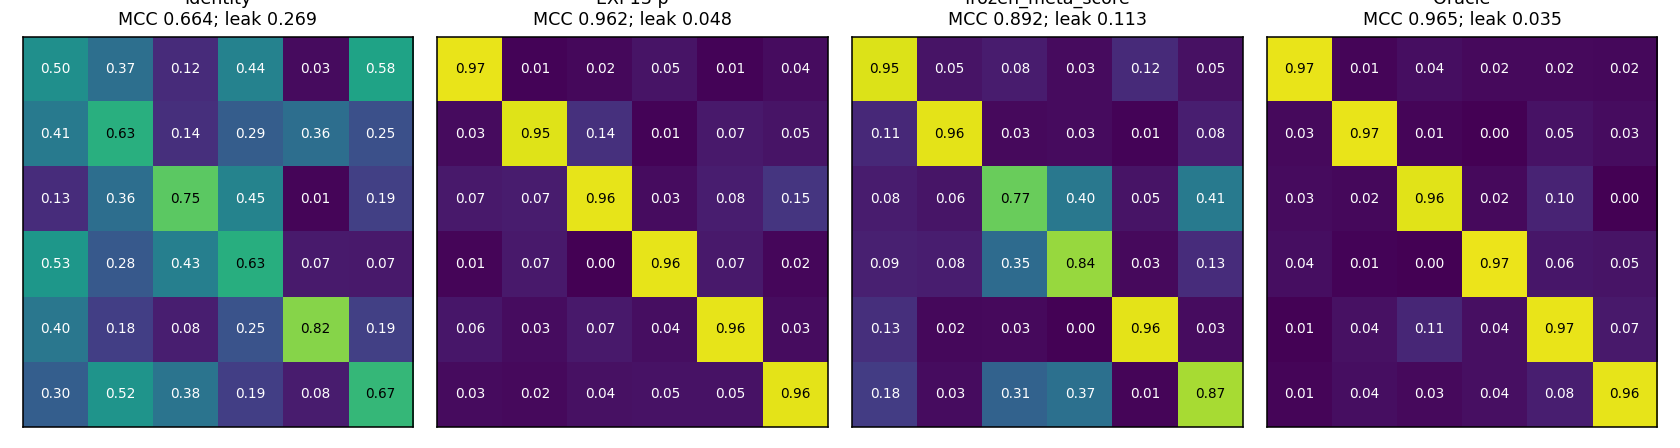 Identity
MCC 0.664; leak 0.269
0.50 0.37 0.12 0.44 0.03 0.58
0.41 0.63 0.14 0.29 0.36 0.25
0.13 0.36 0.75 0.45 0.01 0.19
0.53 0.28 0.43 0.63 0.07 0.07
0.40 0.18 0.08 0.25 0.82 0.19
0.30 0.52 0.38 0.19 0.08 0.67
MCC 0.962; leak 0.048
0.97 0.01 0.02 0.05 0.01 0.04
0.03 0.95 0.14 0.01 0.07 0.05
0.07 0.07 0.96 0.03 0.08 0.15
0.01 0.07 0.00 0.96 0.07 0.02
0.06 0.03 0.07 0.04 0.96 0.03
0.03 0.02 0.04 0.05 0.05 0.96
frozen_meta_score
MCC 0.892; leak 0.113
0.95 0.05 0.08 0.03 0.12 0.05
0.11 0.96 0.03 0.03 0.01 0.08
0.08 0.06 0.77 0.40 0.05 0.41
0.09 0.08 0.35 0.84 0.03 0.13
0.13 0.02 0.03 0.00 0.96 0.03
0.18 0.03 0.31 0.37 0.01 0.87
Oracle
MCC 0.965; leak 0.035
0.97 0.01 0.04 0.02 0.02 0.02
0.03 0.97 0.01 0.00 0.05 0.03
0.03 0.02 0.96 0.02 0.10 0.00
0.04 0.01 0.00 0.97 0.06 0.05
0.01 0.04 0.11 0.04 0.97 0.07
0.01 0.04 0.03 0.04 0.08 0.96